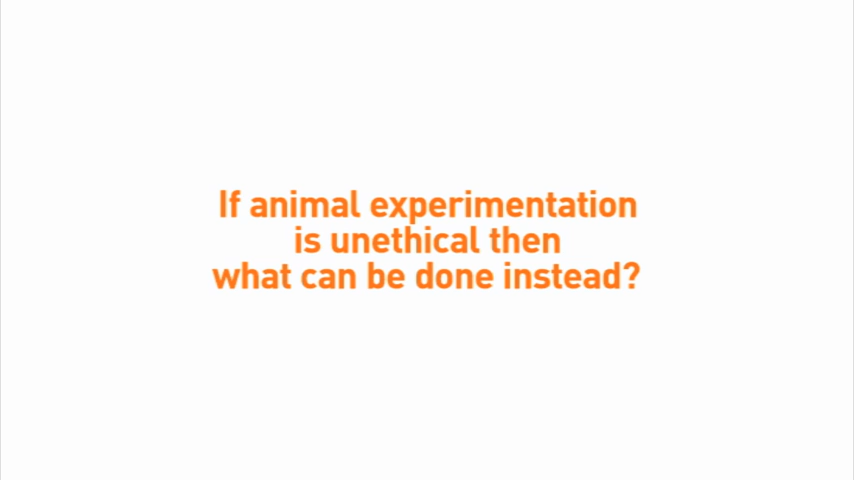 If animal experimentation
is unethical then
what can be done instead?